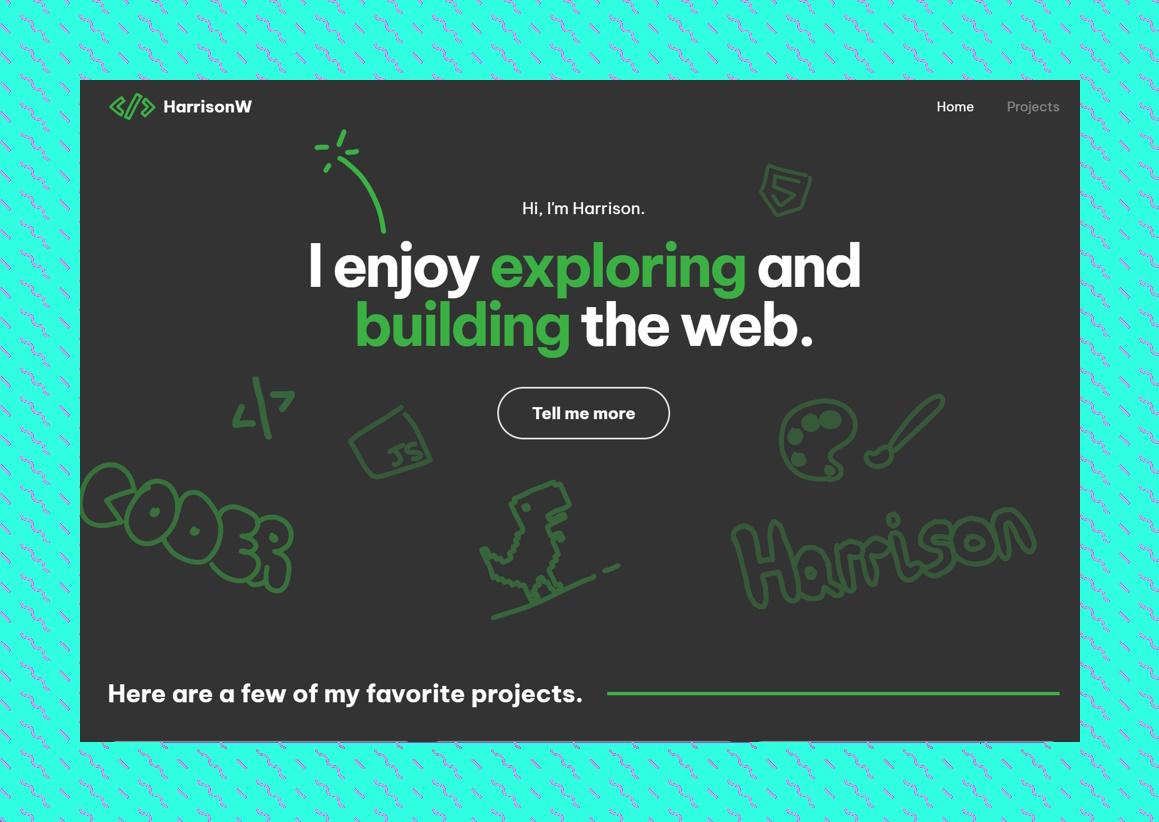 HarrisonW
Home
Projects
5
Hi, I'm Harrison.
I enjoy exploring and
building the web.
</>
Tell me more
JS
CODER
Harrison
Here are a few of my favorite projects.